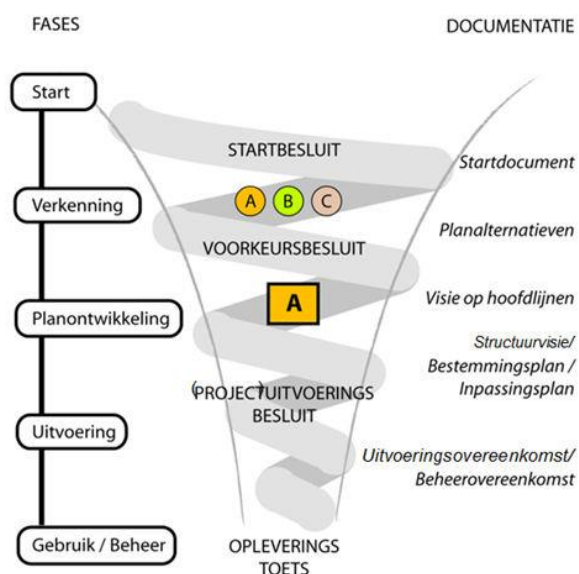 FASES
DOCUMENTATIE
Start
STARTBESLUIT
Startdocument
Verkenning
A B C
Planalternatieven
VOORKEURSBESLUIT
Visie op hoofdlijnen
A
Planontwikkeling
Structuurvisie/
Bestemmingsplan /
Inpassingsplan
(PROJECT)UITVOERINGS
BESLUIT
Uitvoering
Uitvoeringsovereenkomst/
Beheerovereenkomst
Gebruik / Beheer
OPLEVERINGS
TOETS